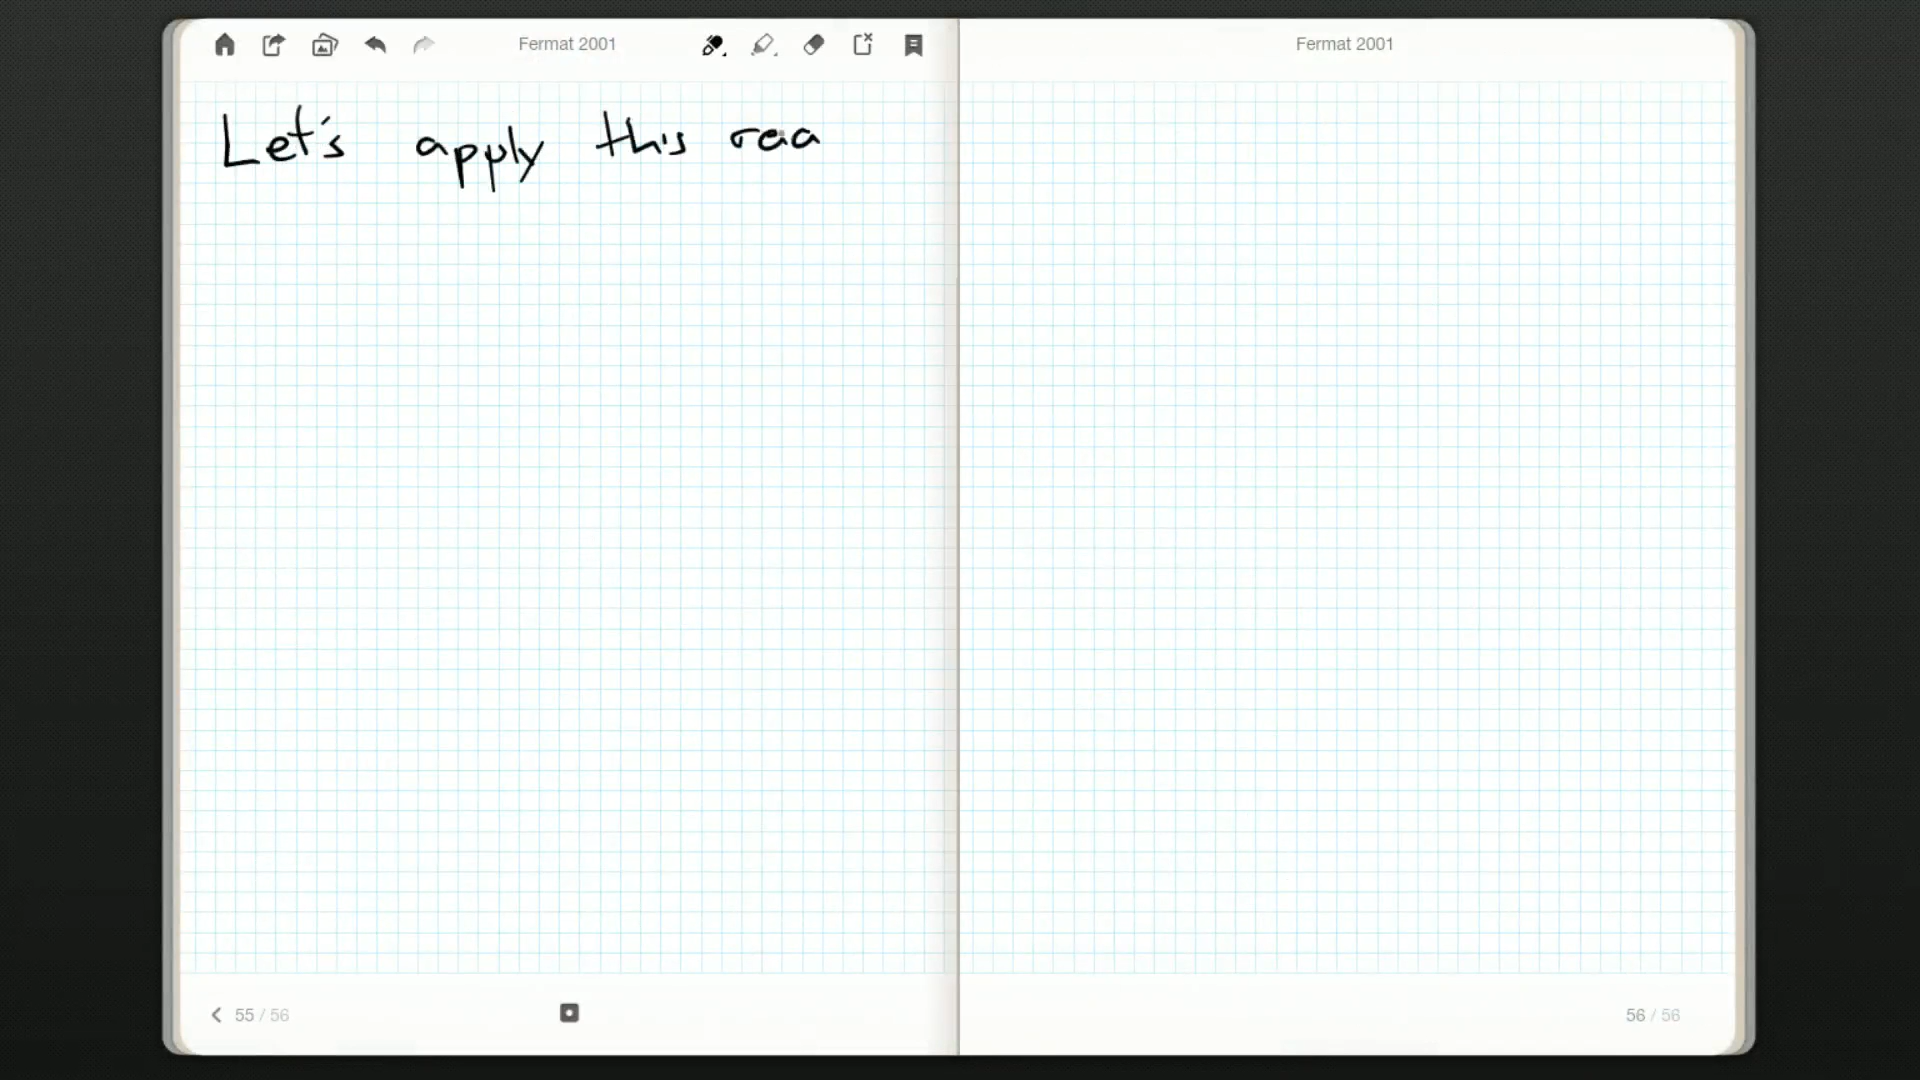 Fermat 2001
Fermat 2001
Let's apply this rea
55 / 56
56 / 56